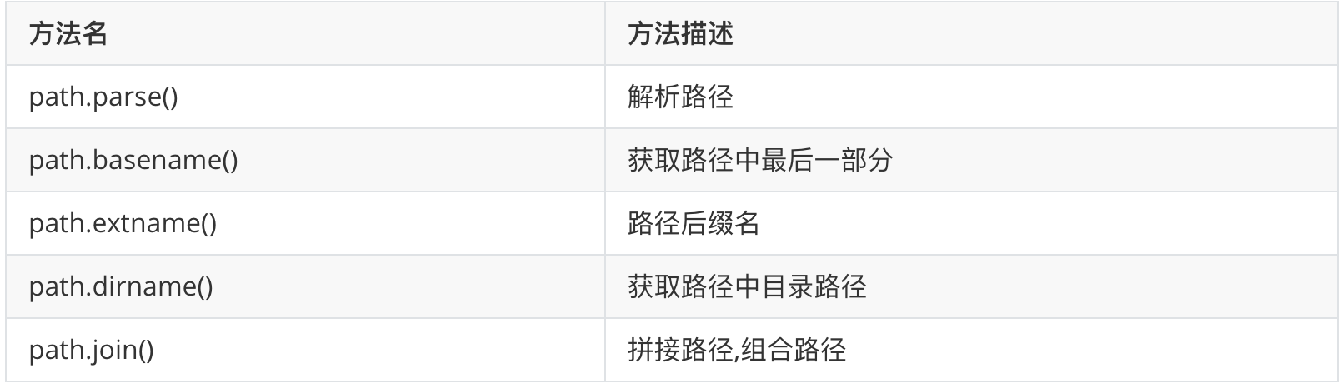 方法名 方法描述
path.parse() 解析路径
path.basename() 获取路径中最后一部分
path.extname() 路径后缀名
path.dirname() 获取路径中目录路径
path.join() 拼接路径,组合路径